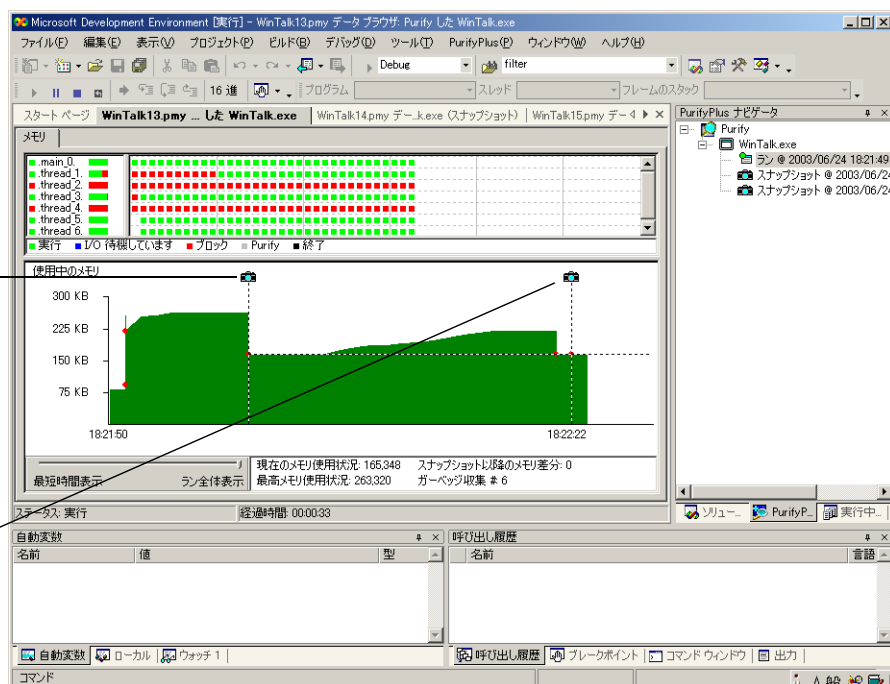 Microsoft Development Environment [実行] - WinTalk13.pmy データ ブラウザ: Purify した WinTalk.exe
ファイル(F) 編集(E) 表示(V) プロジェクト(P) ビルド(B) デバッグ(D) ツール(T) PurifyPlus(P) ウィンドウ(W) ヘルプ(H)
Debug filter
16 進 プログラム スレッド フレームのスタック
スタート ページ WinTalk13.pmy ... した WinTalk.exe WinTalk14.pmy デー...k.exe (スナップショット) WinTalk15.pmy デー
PurifyPlus ナビゲータ
メモリ
Purify
WinTalk.exe
ラン @ 2003/06/24 18:21:49
スナップショット @ 2003/06/24
スナップショット @ 2003/06/24
.main_0.
.thread_1.
.thread_2.
.thread_3.
.thread_4.
.thread_5.
.thread_6.
実行 I/O 待機しています ブロック Purify 終了
使用中のメモリ
300 KB
225 KB
150 KB
75 KB
18:21:50 18:22:22
最短時間表示 ラン全体表示
現在のメモリ使用状況: 165,348 スナップショット以降のメモリ差分: 0
最高メモリ使用状況: 263,320 ガーベッジ収集 # 6
ステータス: 実行 経過時間: 00:00:33
ソリュー... PurifyP... 実行中...
自動変数 呼び出し履歴
名前 値 型 名前 言語
自動変数 ローカル ウォッチ 1 呼び出し履歴 ブレークポイント コマンド ウィンドウ 出力
コマンド
A 般